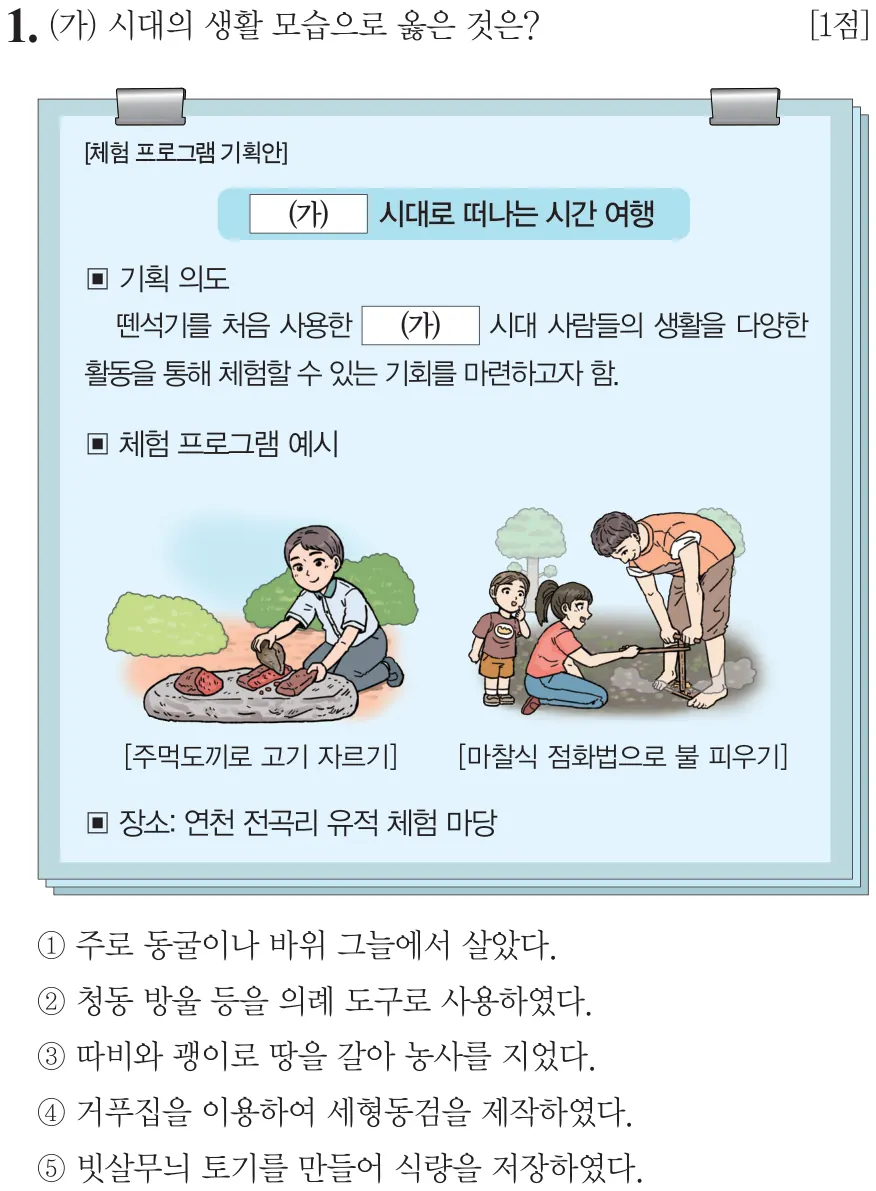 1. (가) 시대의 생활 모습으로 옳은 것은? [1점]
[체험 프로그램 기획안]
(가) 시대로 떠나는 시간 여행
▣ 기획 의도
뗀석기를 처음 사용한 (가) 시대 사람들의 생활을 다양한
활동을 통해 체험할 수 있는 기회를 마련하고자 함.
▣ 체험 프로그램 예시
[주먹도끼로 고기 자르기] [마찰식 점화법으로 불 피우기]
▣ 장소: 연천 전곡리 유적 체험 마당
① 주로 동굴이나 바위 그늘에서 살았다.
② 청동 방울 등을 의례 도구로 사용하였다.
③ 따비와 괭이로 땅을 갈아 농사를 지었다.
④ 거푸집을 이용하여 세형동검을 제작하였다.
⑤ 빗살무늬 토기를 만들어 식량을 저장하였다.